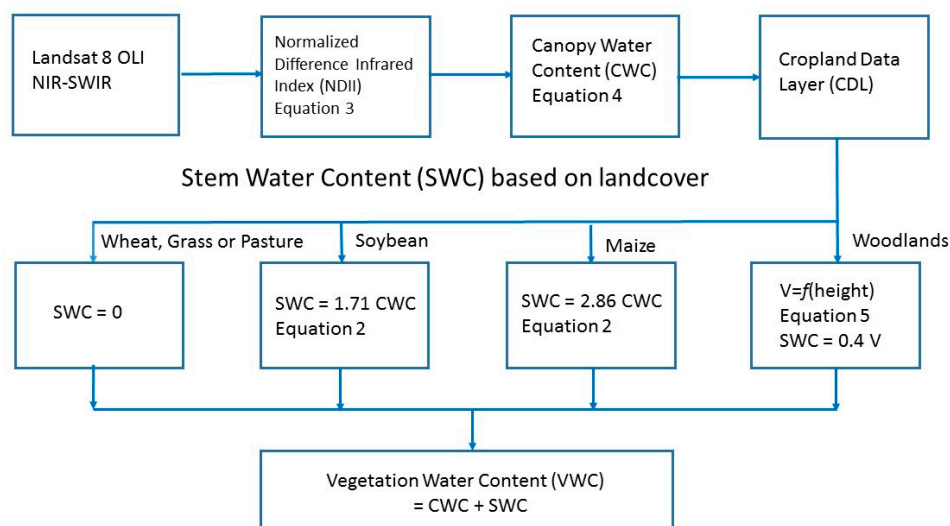 Landsat 8 OLI
NIR-SWIR
Normalized
Difference Infrared
Index (NDII)
Equation 3
Canopy Water
Content (CWC)
Equation 4
Cropland Data
Layer (CDL)
Stem Water Content (SWC) based on landcover
Wheat, Grass or Pasture
Soybean
Maize
Woodlands
SWC = 0
SWC = 1.71 CWC
Equation 2
SWC = 2.86 CWC
Equation 2
V=f(height)
Equation 5
SWC = 0.4 V
Vegetation Water Content (VWC)
= CWC + SWC